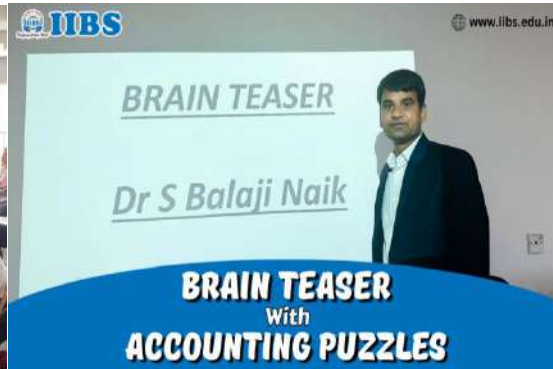 IIBS
www.iibs.edu.in
BRAIN TEASER
Dr S Balaji Naik
BRAIN TEASER
With
ACCOUNTING PUZZLES